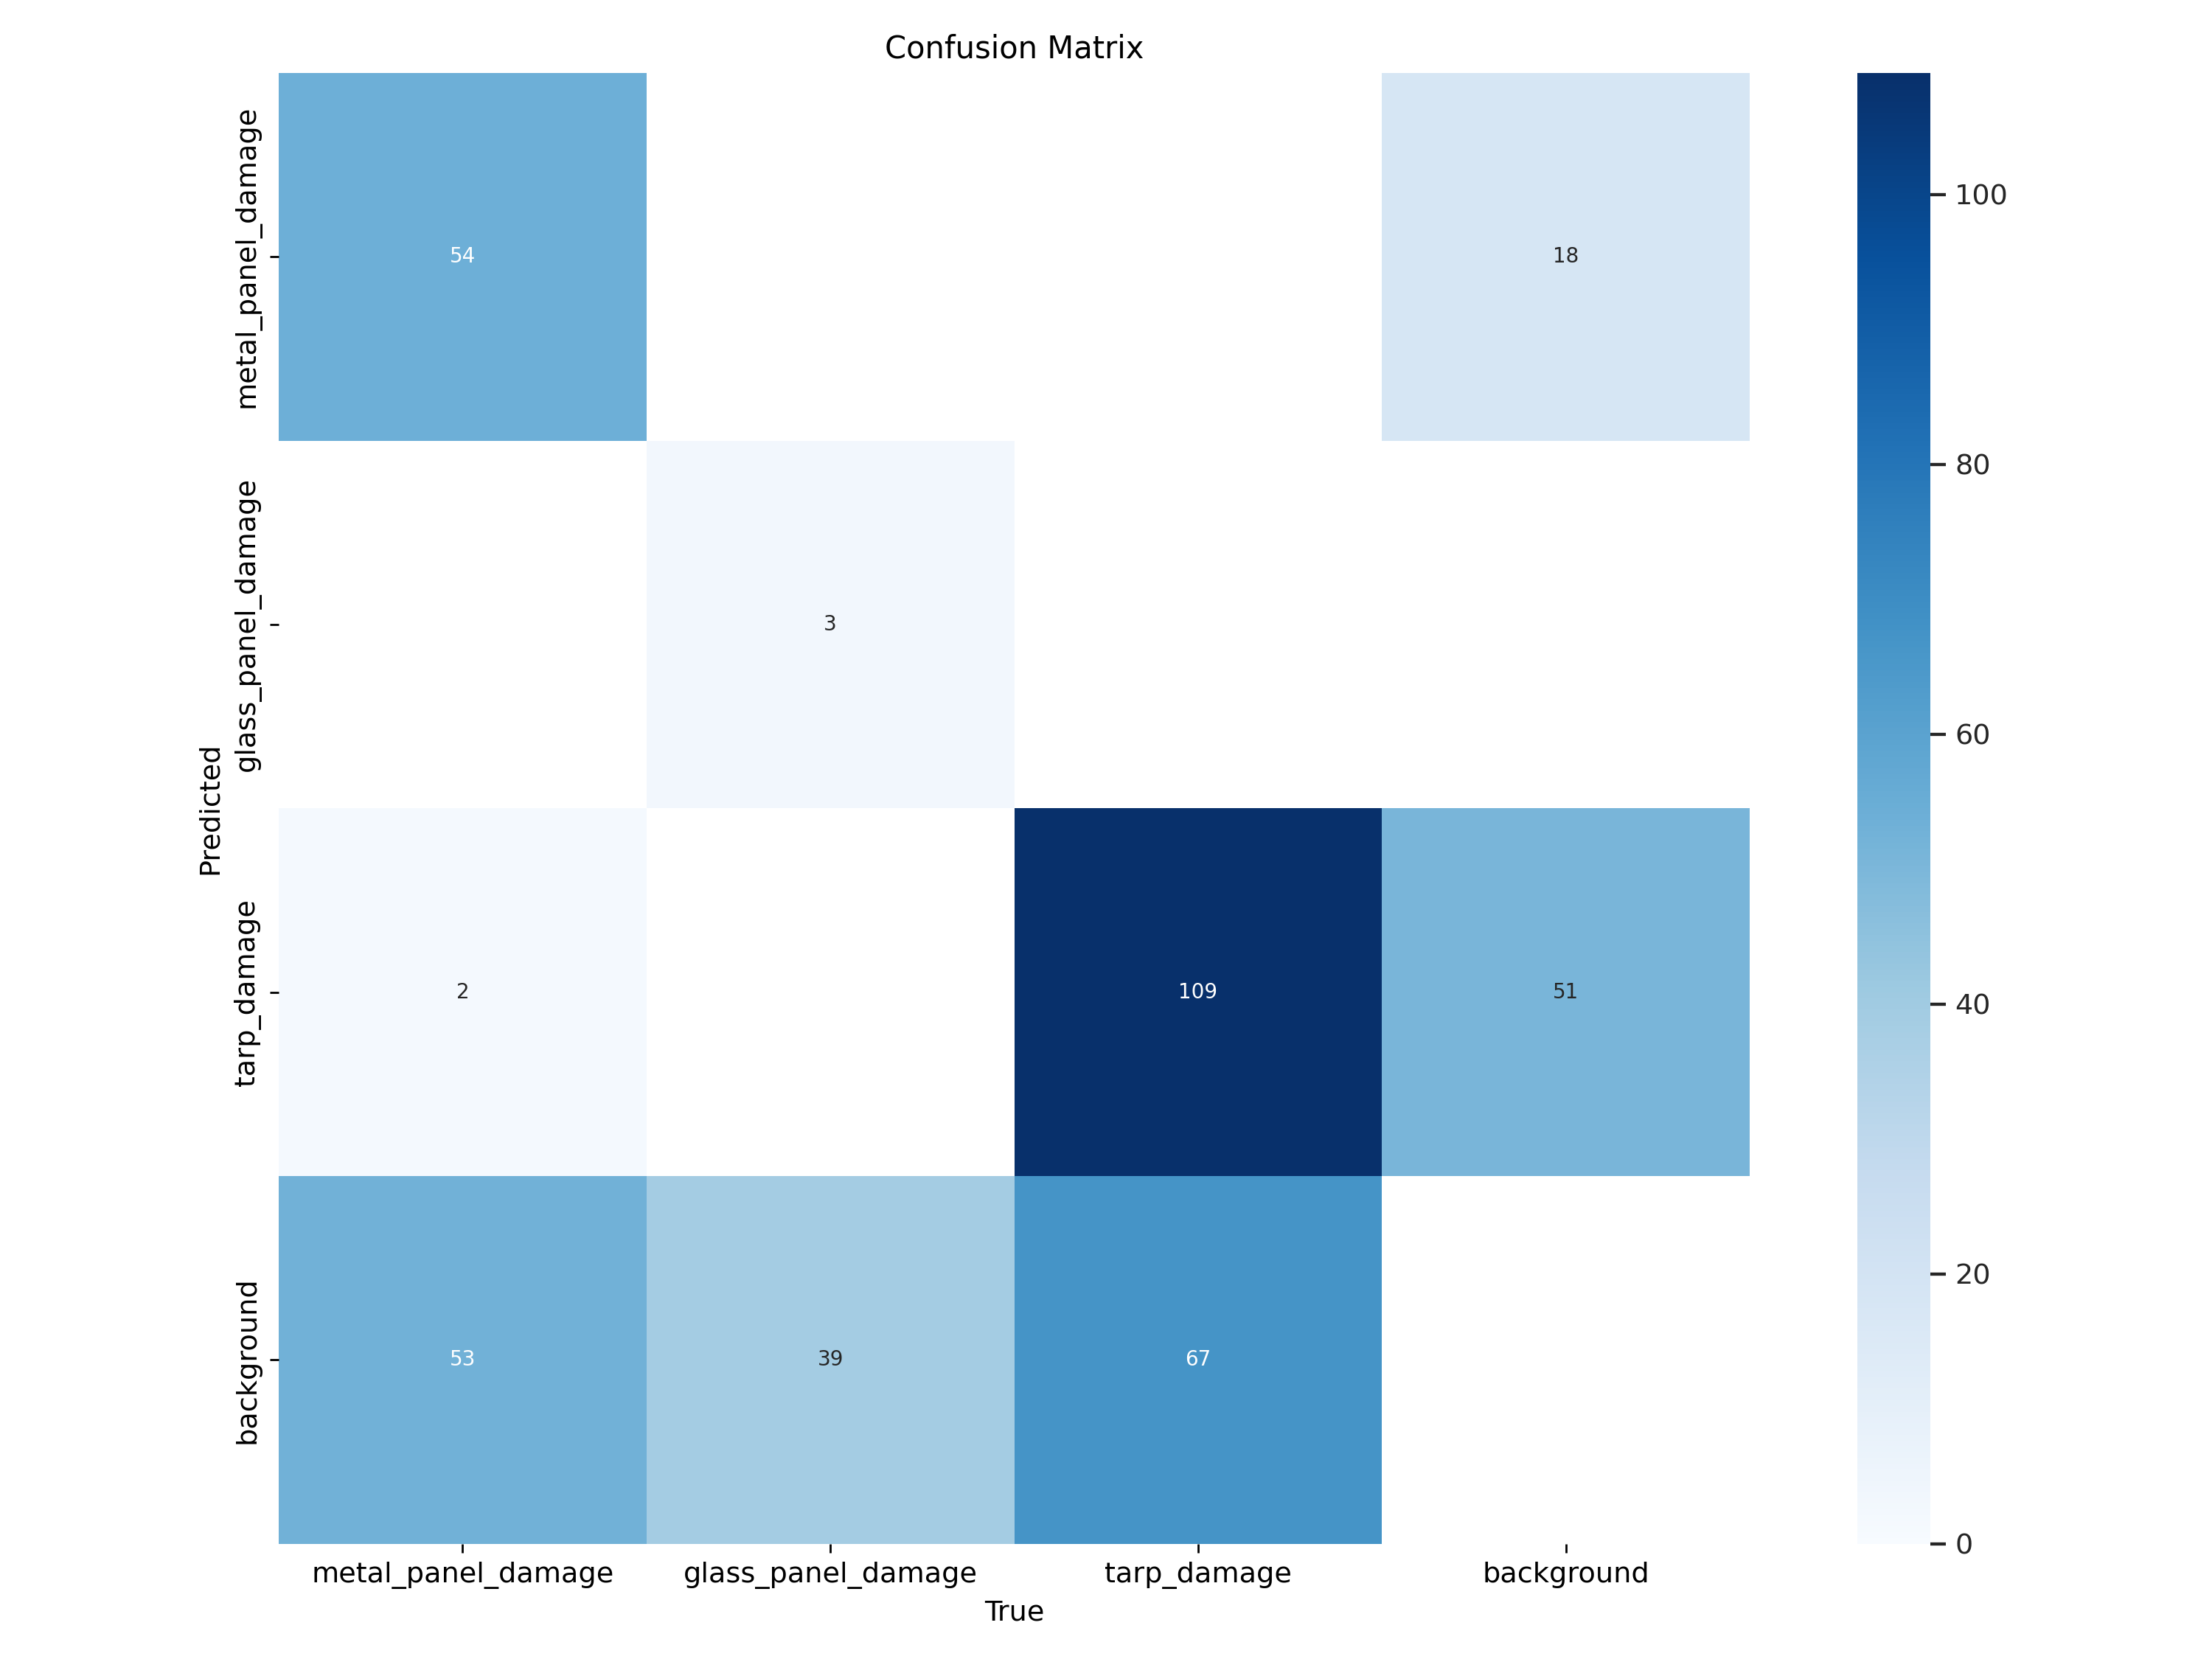 Confusion Matrix
Predicted
metal_panel_damage
glass_panel_damage
tarp_damage
background
54
18
3
2
109
51
53
39
67
metal_panel_damage
glass_panel_damage
tarp_damage
background
True
100
80
60
40
20
0